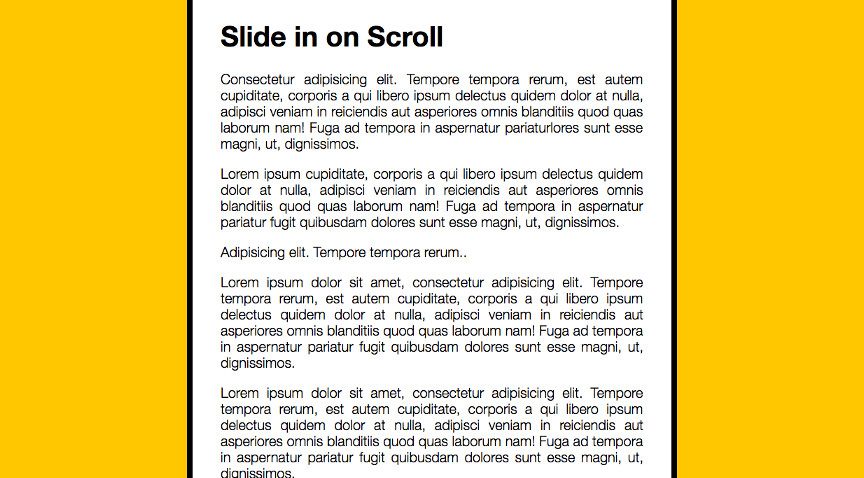 Slide in on Scroll
Consectetur adipisicing elit. Tempore tempora rerum, est autem
cupiditate, corporis a qui libero ipsum delectus quidem dolor at nulla,
adipisci veniam in reiciendis aut asperiores omnis blanditiis quod quas
laborum nam! Fuga ad tempora in aspernatur pariaturlores sunt esse
magni, ut, dignissimos.
Lorem ipsum cupiditate, corporis a qui libero ipsum delectus quidem
dolor at nulla, adipisci veniam in reiciendis aut asperiores omnis
blanditiis quod quas laborum nam! Fuga ad tempora in aspernatur
pariatur fugit quibusdam dolores sunt esse magni, ut, dignissimos.
Adipisicing elit. Tempore tempora rerum..
Lorem ipsum dolor sit amet, consectetur adipisicing elit. Tempore
tempora rerum, est autem cupiditate, corporis a qui libero ipsum
delectus quidem dolor at nulla, adipisci veniam in reiciendis aut
asperiores omnis blanditiis quod quas laborum nam! Fuga ad tempora
in aspernatur pariatur fugit quibusdam dolores sunt esse magni, ut,
dignissimos.
Lorem ipsum dolor sit amet, consectetur adipisicing elit. Tempore
tempora rerum, est autem cupiditate, corporis a qui libero ipsum
delectus quidem dolor at nulla, adipisci veniam in reiciendis aut
asperiores omnis blanditiis quod quas laborum nam! Fuga ad tempora
in aspernatur pariatur fugit quibusdam dolores sunt esse magni, ut,
dignissimos.